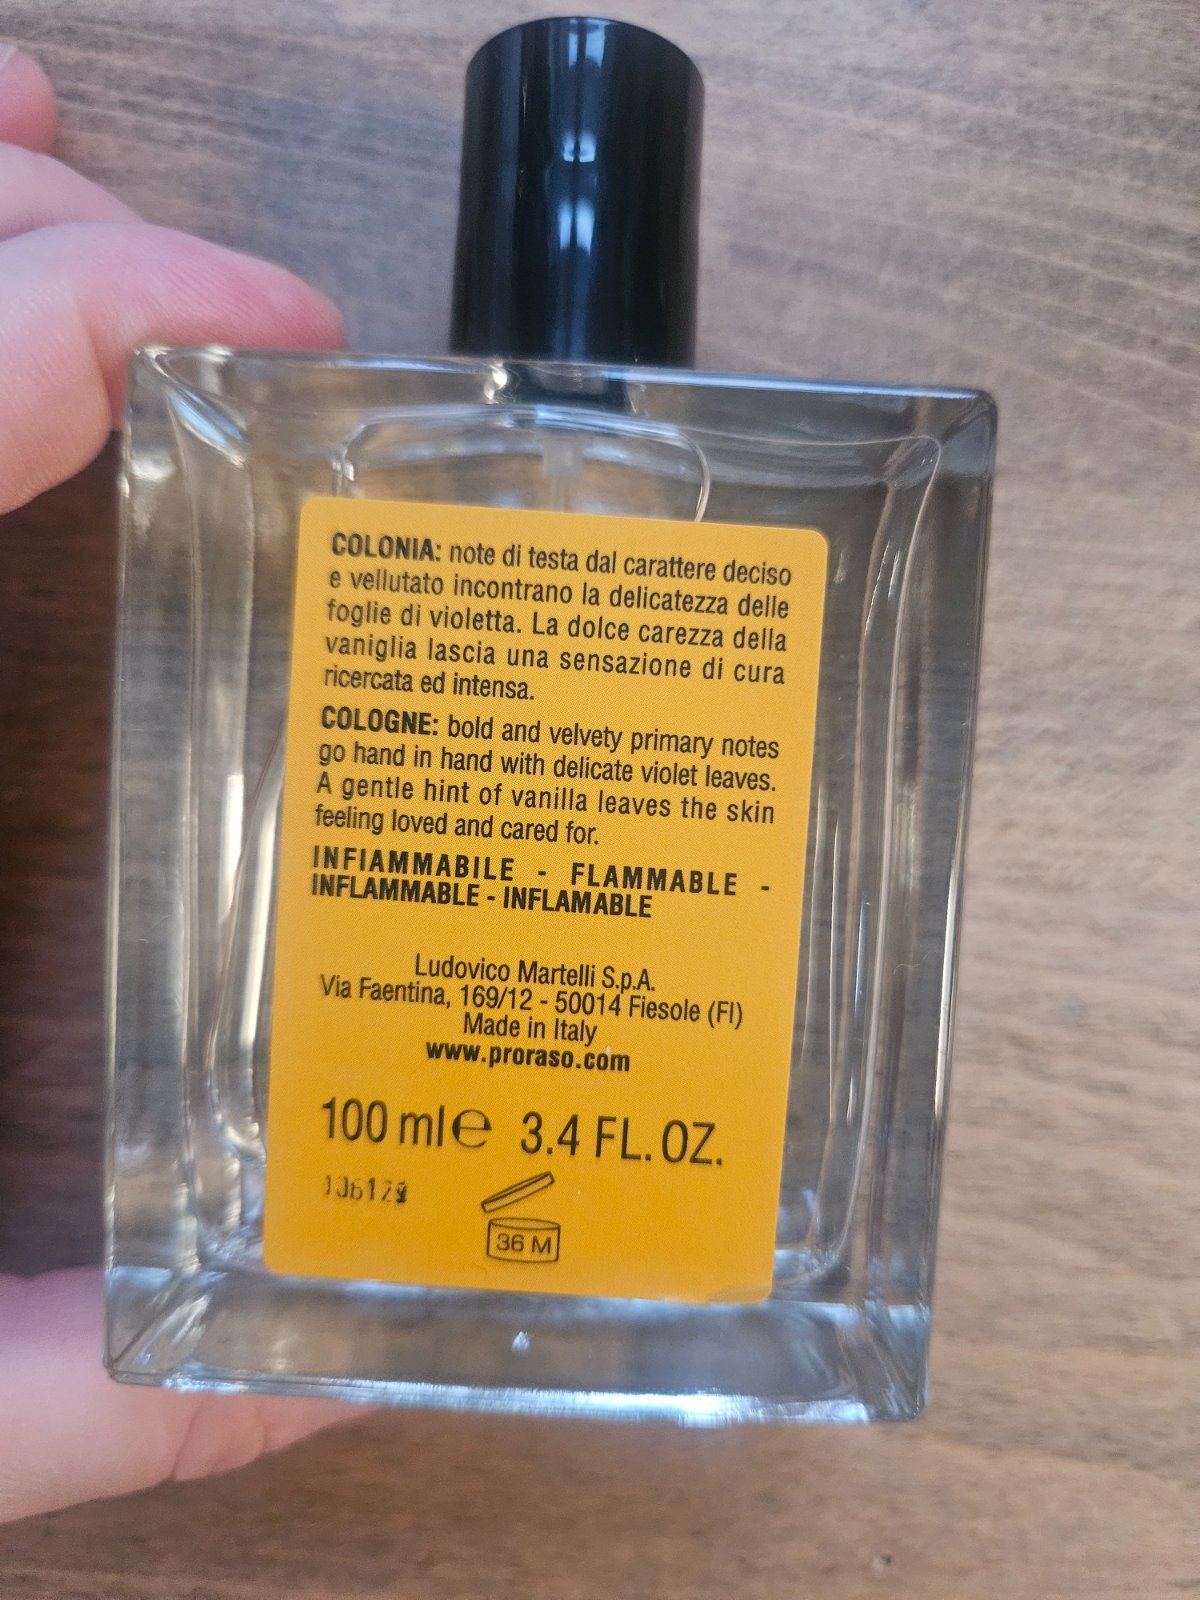 COLONIA: note di testa dal carattere deciso
e vellutato incontrano la delicatezza delle
foglie di violetta. La dolce carezza della
vaniglia lascia una sensazione di cura
ricercata ed intensa.
COLOGNE: bold and velvety primary notes
go hand in hand with delicate violet leaves.
A gentle hint of vanilla leaves the skin
feeling loved and cared for.
INFIAMMABILE - FLAMMABLE -
INFLAMMABLE - INFLAMABLE
Ludovico Martelli S.p.A.
Via Faentina, 169/12 - 50014 Fiesole (FI)
Made in Italy
www.proraso.com
100 ml e 3.4 FL. OZ.
36 M